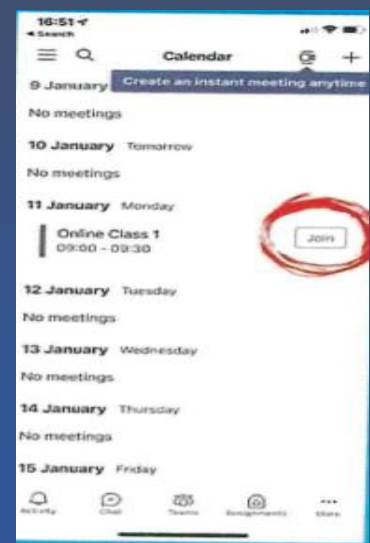 16:51
Search
Calendar
Create an instant meeting anytime
9 January
No meetings
10 January Tomorrow
No meetings
11 January Monday
Online Class 1
09:00 - 09:30
Join
12 January Tuesday
No meetings
13 January Wednesday
No meetings
14 January Thursday
No meetings
15 January Friday
Activity Chat Teams Assignments More